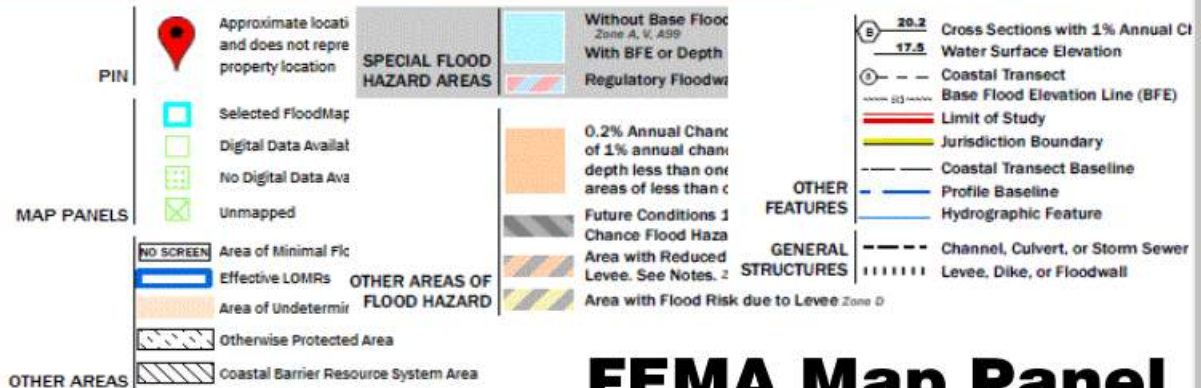 PIN
Approximate locati
and does not repre
property location
MAP PANELS
Selected FloodMap
Digital Data Availab
No Digital Data Ava
Unmapped
OTHER AREAS
NO SCREEN Area of Minimal Flo
Effective LOMRs
Area of Undetermin
Otherwise Protected Area
Coastal Barrier Resource System Area
SPECIAL FLOOD
HAZARD AREAS
Without Base Flood
Zone A, V, A99
With BFE or Depth
Regulatory Floodwa
OTHER AREAS OF
FLOOD HAZARD
0.2% Annual Chanc
of 1% annual chanc
depth less than one
areas of less than o
Future Conditions 1
Chance Flood Haza
Area with Reduced
Levee. See Notes.
Area with Flood Risk due to Levee Zone D
OTHER
FEATURES
B 20.2 Cross Sections with 1% Annual Ch
17.5 Water Surface Elevation
Coastal Transect
Base Flood Elevation Line (BFE)
Limit of Study
Jurisdiction Boundary
Coastal Transect Baseline
Profile Baseline
Hydrographic Feature
GENERAL
STRUCTURES
Channel, Culvert, or Storm Sewer
Levee, Dike, or Floodwall
FEMA Map Panel